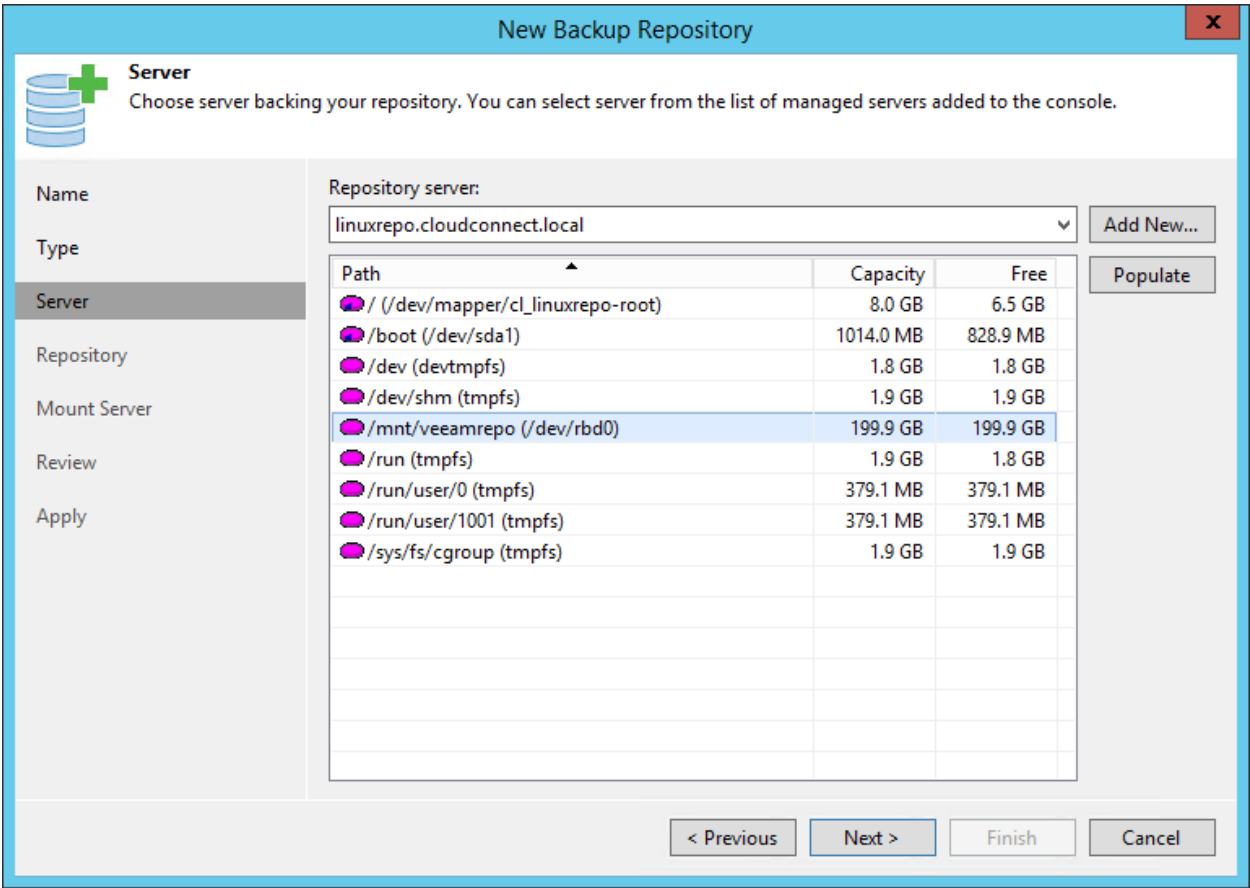 New Backup Repository
x
Server
Choose server backing your repository. You can select server from the list of managed servers added to the console.
Name
Type
Server
Repository
Mount Server
Review
Apply
Repository server:
linuxrepo.cloudconnect.local
Add New...
Populate
Path Capacity Free
/ (/dev/mapper/cl_linuxrepo-root) 8.0 GB 6.5 GB
/boot (/dev/sda1) 1014.0 MB 828.9 MB
/dev (devtmpfs) 1.8 GB 1.8 GB
/dev/shm (tmpfs) 1.9 GB 1.9 GB
/mnt/veeamrepo (/dev/rbd0) 199.9 GB 199.9 GB
/run (tmpfs) 1.9 GB 1.8 GB
/run/user/0 (tmpfs) 379.1 MB 379.1 MB
/run/user/1001 (tmpfs) 379.1 MB 379.1 MB
/sys/fs/cgroup (tmpfs) 1.9 GB 1.9 GB
< Previous
Next >
Finish
Cancel